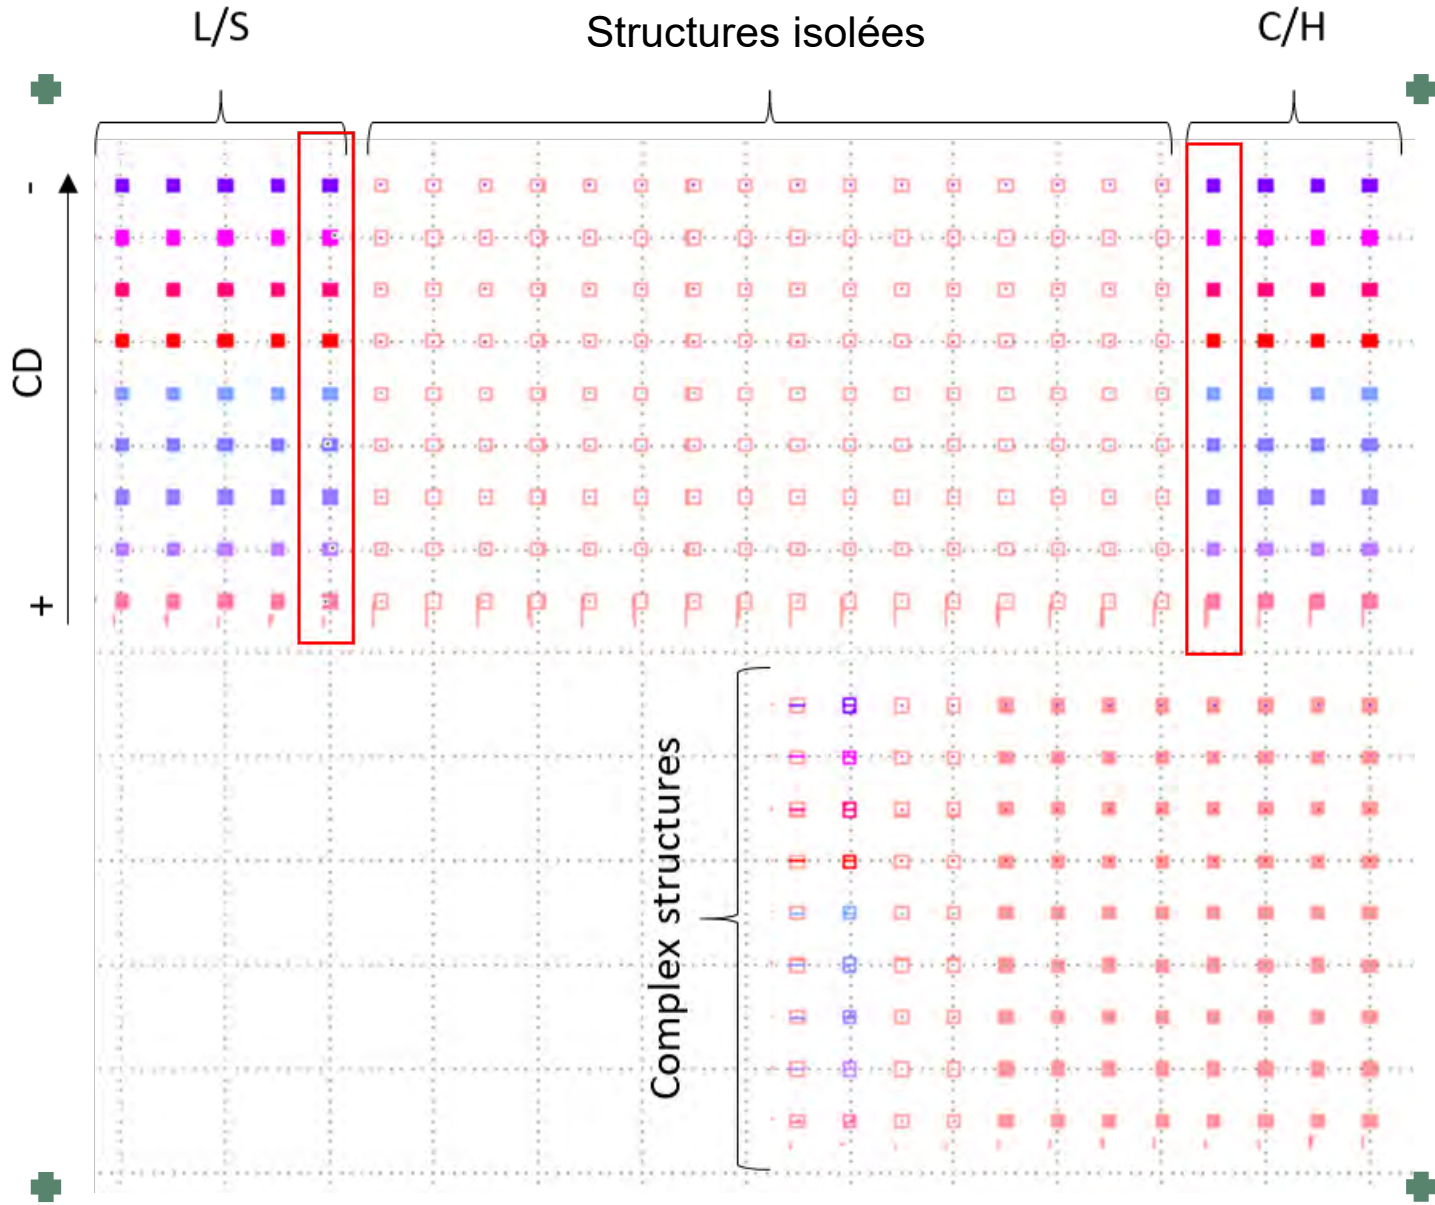 L/S
Structures isolées
C/H
-
CD
+
Complex structures